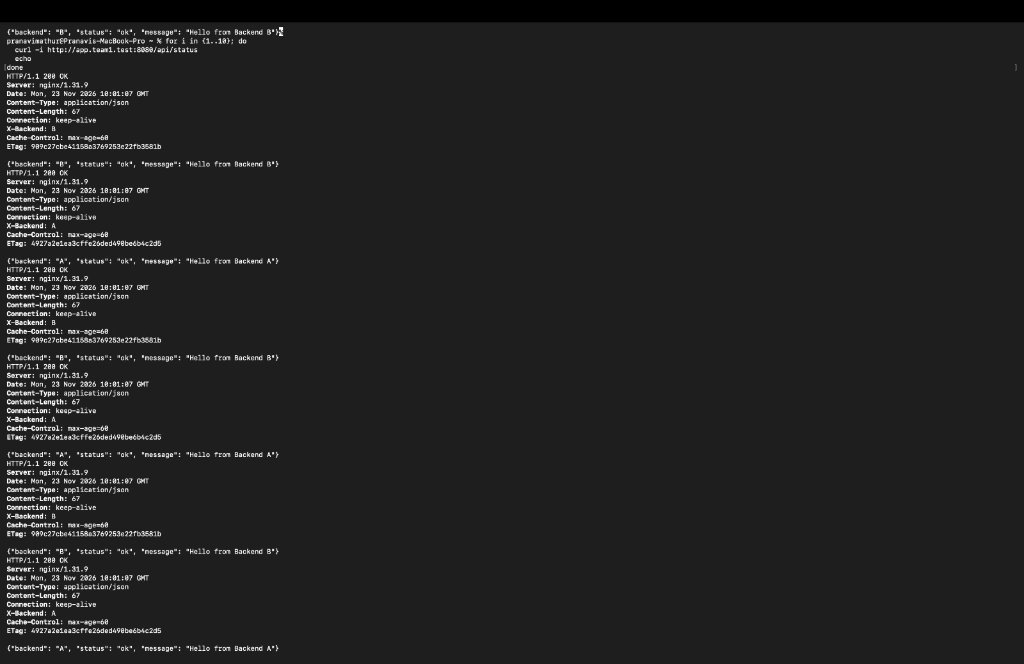 {"backend": "B", "status": "ok", "message": "Hello from Backend B"}%
pranavimathur@Pranavis-MacBook-Pro ~ % for i in {1..10}; do
curl -i http://app.team1.test:8080/api/status
echo
[done ]
HTTP/1.1 200 OK
Server: nginx/1.31.9
Date: Mon, 23 Nov 2026 10:01:07 GMT
Content-Type: application/json
Content-Length: 67
Connection: keep-alive
X-Backend: B
Cache-Control: max-age=60
ETag: 909c27cbe41158a3769253e22fb3581b
{"backend": "B", "status": "ok", "message": "Hello from Backend B"}
HTTP/1.1 200 OK
Server: nginx/1.31.9
Date: Mon, 23 Nov 2026 10:01:07 GMT
Content-Type: application/json
Content-Length: 67
Connection: keep-alive
X-Backend: A
Cache-Control: max-age=60
ETag: 4927a2e1ea3cffe26ded490be6b4c2d5
{"backend": "A", "status": "ok", "message": "Hello from Backend A"}
HTTP/1.1 200 OK
Server: nginx/1.31.9
Date: Mon, 23 Nov 2026 10:01:07 GMT
Content-Type: application/json
Content-Length: 67
Connection: keep-alive
X-Backend: B
Cache-Control: max-age=60
ETag: 909c27cbe41158a3769253e22fb3581b
{"backend": "B", "status": "ok", "message": "Hello from Backend B"}
HTTP/1.1 200 OK
Server: nginx/1.31.9
Date: Mon, 23 Nov 2026 10:01:07 GMT
Content-Type: application/json
Content-Length: 67
Connection: keep-alive
X-Backend: A
Cache-Control: max-age=60
ETag: 4927a2e1ea3cffe26ded490be6b4c2d5
{"backend": "A", "status": "ok", "message": "Hello from Backend A"}
HTTP/1.1 200 OK
Server: nginx/1.31.9
Date: Mon, 23 Nov 2026 10:01:07 GMT
Content-Type: application/json
Content-Length: 67
Connection: keep-alive
X-Backend: B
Cache-Control: max-age=60
ETag: 909c27cbe41158a3769253e22fb3581b
{"backend": "B", "status": "ok", "message": "Hello from Backend B"}
HTTP/1.1 200 OK
Server: nginx/1.31.9
Date: Mon, 23 Nov 2026 10:01:07 GMT
Content-Type: application/json
Content-Length: 67
Connection: keep-alive
X-Backend: A
Cache-Control: max-age=60
ETag: 4927a2e1ea3cffe26ded490be6b4c2d5
{"backend": "A", "status": "ok", "message": "Hello from Backend A"}